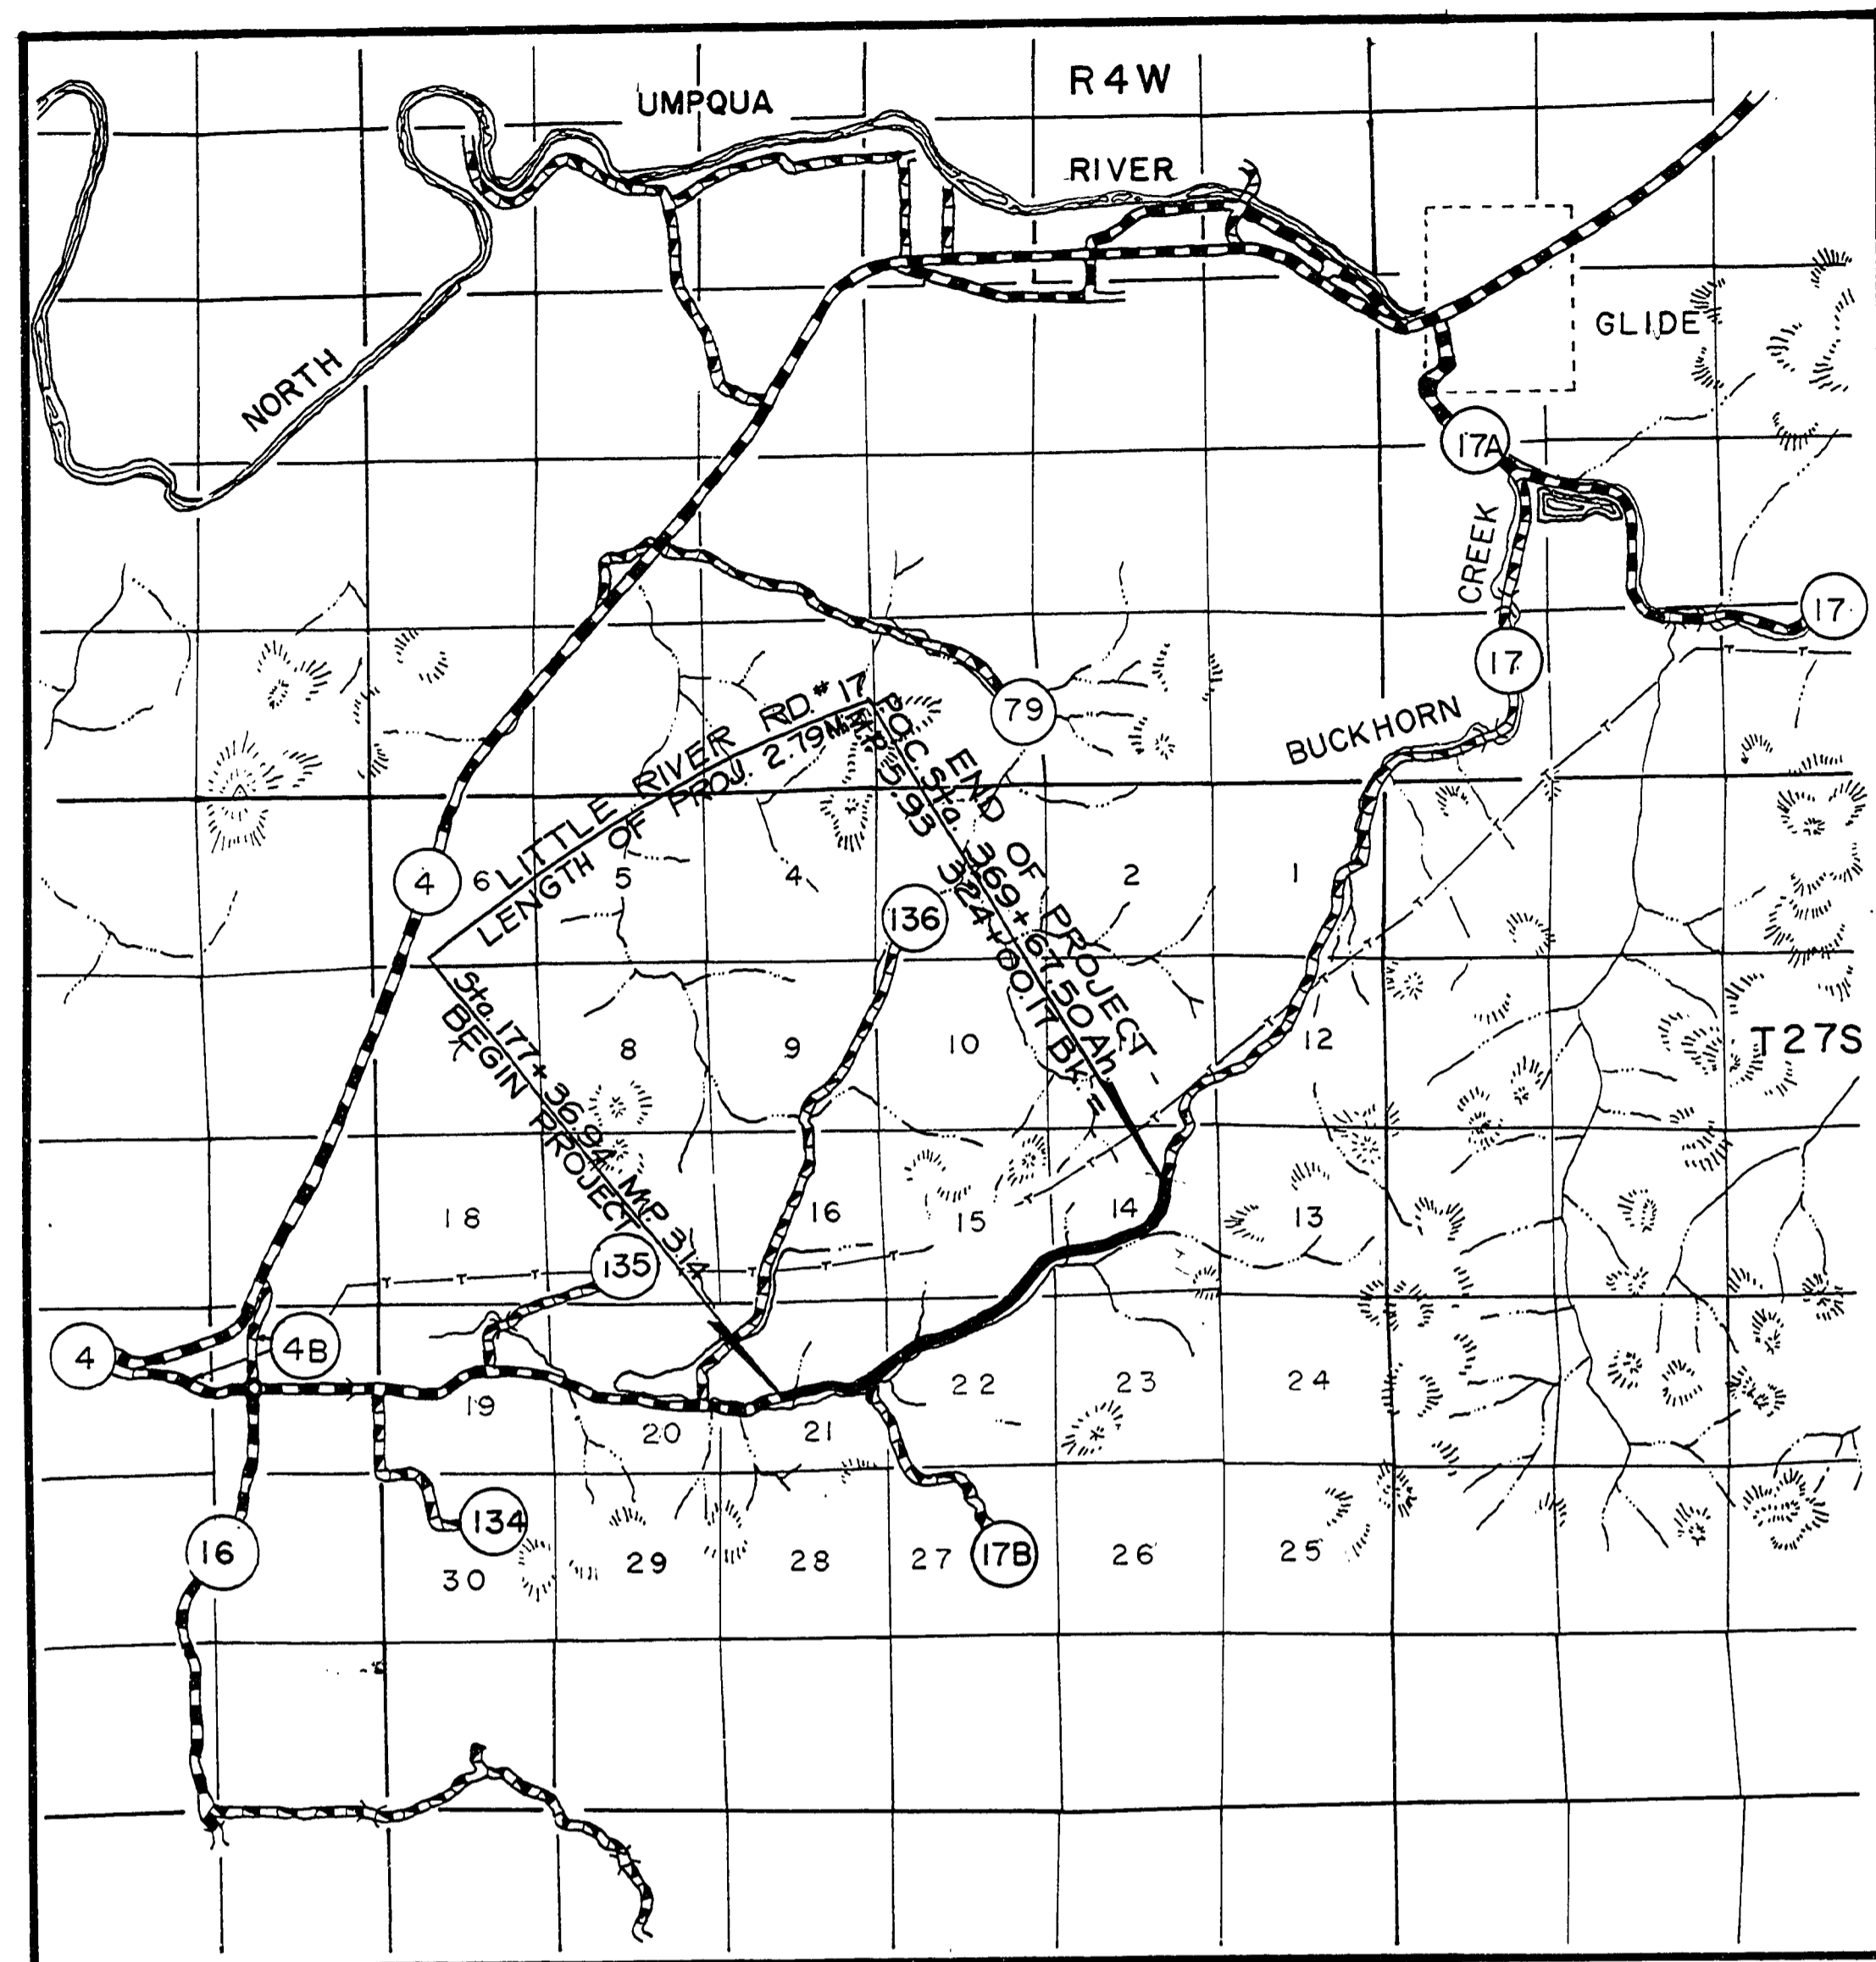 R4W
UMPQUA
RIVER
NORTH
GLIDE
17A
CREEK
17
17
79
BUCKHORN
LITTLE RIVER RD. # 17
LENGTH OF PROJ. 2.79 Mi.
END OF PROJECT
P.O.C. Sta. 369+67.50 Ah
324+00.17 Bk =
M.P. 5.93
4
6
5
4
2
1
136
Sta. 177+36.94 M.P. 3.14
BEGIN PROJECT
8
9
10
12
T27S
18
16
15
14
13
135
4
4B
19
20
21
22
23
24
16
134
30
29
28
27
17B
26
25